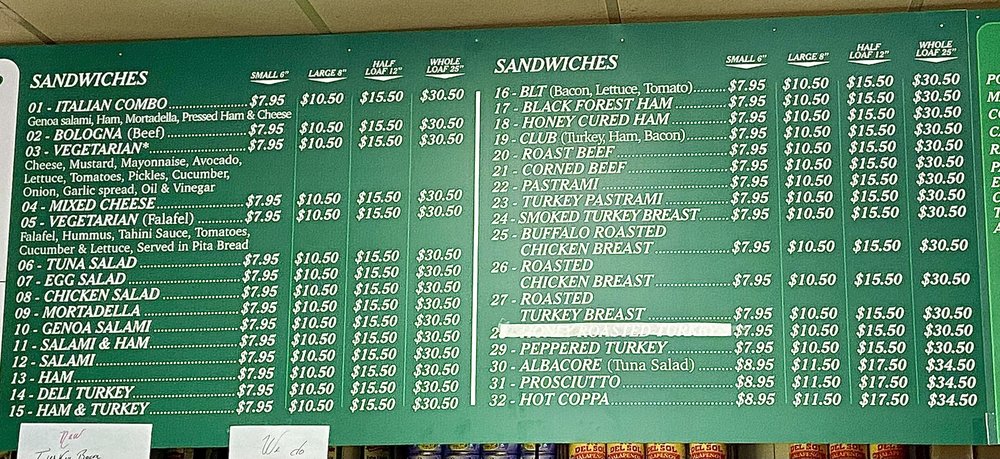 SANDWICHES SMALL 6" LARGE 8" HALF LOAF 12" WHOLE LOAF 25"
01 - ITALIAN COMBO $7.95 $10.50 $15.50 $30.50
Genoa salami, Ham, Mortadella, Pressed Ham & Cheese
02 - BOLOGNA (Beef) $7.95 $10.50 $15.50 $30.50
03 - VEGETARIAN* $7.95 $10.50 $15.50 $30.50
Cheese, Mustard, Mayonnaise, Avocado,
Lettuce, Tomatoes, Pickles, Cucumber,
Onion, Garlic spread, Oil & Vinegar
04 - MIXED CHEESE $7.95 $10.50 $15.50 $30.50
05 - VEGETARIAN (Falafel) $7.95 $10.50 $15.50 $30.50
Falafel, Hummus, Tahini Sauce, Tomatoes,
Cucumber & Lettuce, Served in Pita Bread
06 - TUNA SALAD $7.95 $10.50 $15.50 $30.50
07 - EGG SALAD $7.95 $10.50 $15.50 $30.50
08 - CHICKEN SALAD $7.95 $10.50 $15.50 $30.50
09 - MORTADELLA $7.95 $10.50 $15.50 $30.50
10 - GENOA SALAMI $7.95 $10.50 $15.50 $30.50
11 - SALAMI & HAM $7.95 $10.50 $15.50 $30.50
12 - SALAMI $7.95 $10.50 $15.50 $30.50
13 - HAM $7.95 $10.50 $15.50 $30.50
14 - DELI TURKEY $7.95 $10.50 $15.50 $30.50
15 - HAM & TURKEY $7.95 $10.50 $15.50 $30.50
SANDWICHES SMALL 6" LARGE 8" HALF LOAF 12" WHOLE LOAF 25"
16 - BLT (Bacon, Lettuce, Tomato) $7.95 $10.50 $15.50 $30.50
17 - BLACK FOREST HAM $7.95 $10.50 $15.50 $30.50
18 - HONEY CURED HAM $7.95 $10.50 $15.50 $30.50
19 - CLUB (Turkey, Ham, Bacon) $7.95 $10.50 $15.50 $30.50
20 - ROAST BEEF $7.95 $10.50 $15.50 $30.50
21 - CORNED BEEF $7.95 $10.50 $15.50 $30.50
22 - PASTRAMI $7.95 $10.50 $15.50 $30.50
23 - TURKEY PASTRAMI $7.95 $10.50 $15.50 $30.50
24 - SMOKED TURKEY BREAST $7.95 $10.50 $15.50 $30.50
25 - BUFFALO ROASTED
CHICKEN BREAST $7.95 $10.50 $15.50 $30.50
26 - ROASTED
CHICKEN BREAST $7.95 $10.50 $15.50 $30.50
27 - ROASTED
TURKEY BREAST $7.95 $10.50 $15.50 $30.50
$7.95 $10.50 $15.50 $30.50
29 - PEPPERED TURKEY $7.95 $10.50 $15.50 $30.50
30 - ALBACORE (Tuna Salad) $8.95 $11.50 $17.50 $34.50
31 - PROSCIUTTO $8.95 $11.50 $17.50 $34.50
32 - HOT COPPA $8.95 $11.50 $17.50 $34.50
We do
DEL SOL DEL SOL DEL SOL DEL SOL DEL SOL DEL SOL